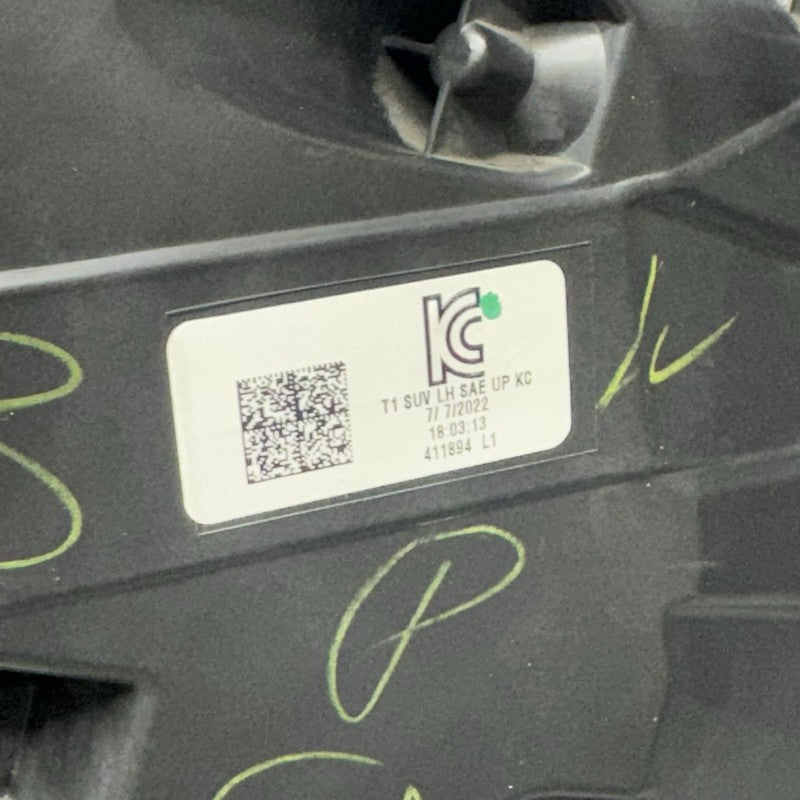 KC
T1 SUV LH SAE UP KC
7/ 7/2022
18:03:13
411894 L1
P